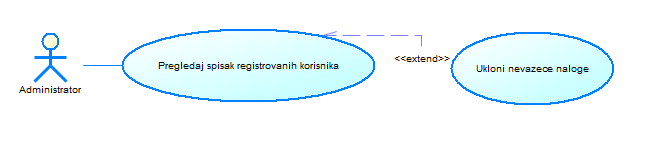 Pregledaj spisak registrovanih korisnika
<<extend>>
Ukloni nevazece naloge
Administrator